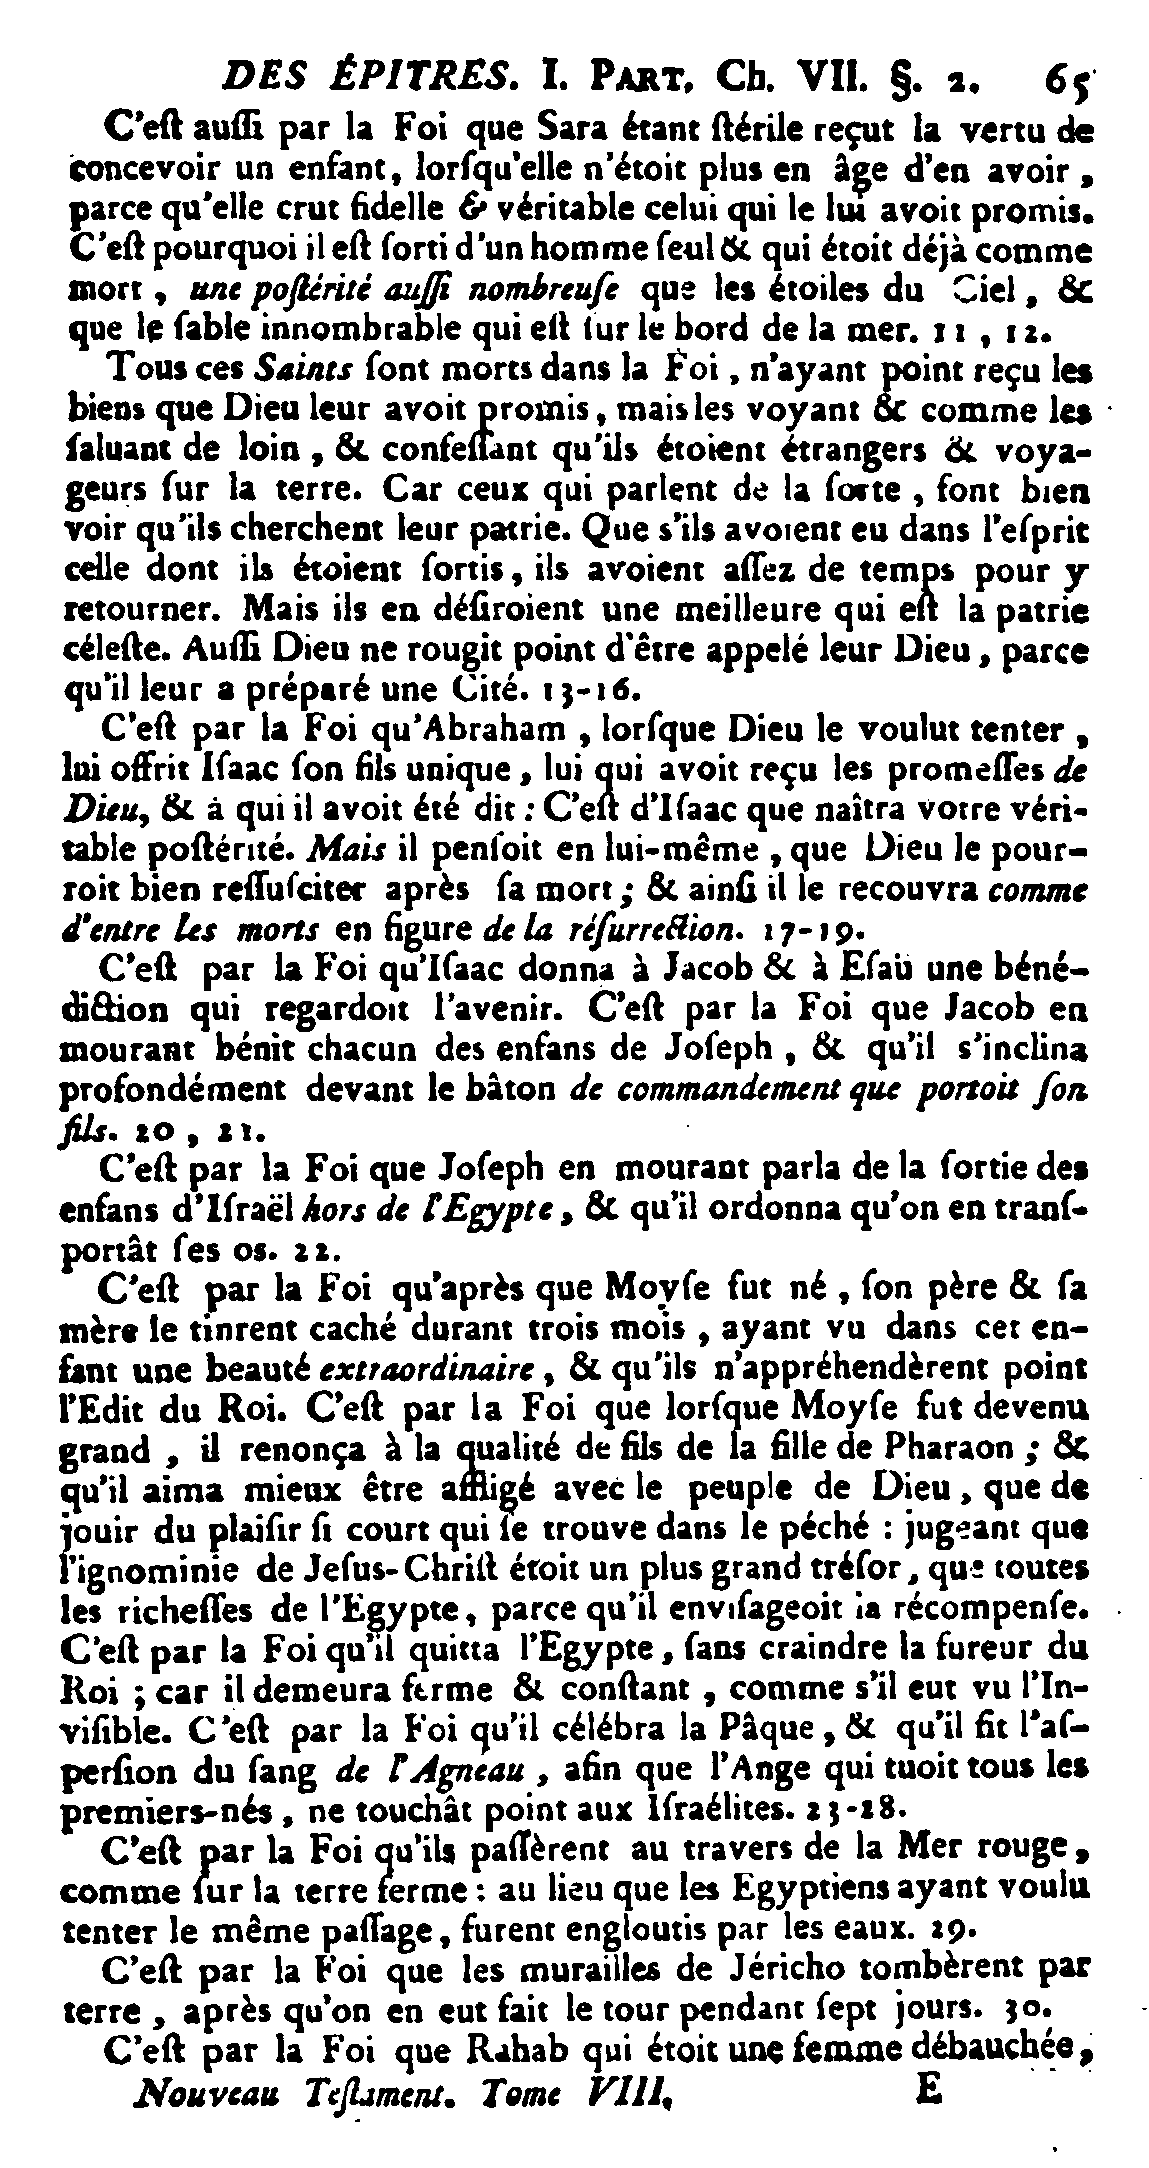 DES ÉPITRES. I. PART. Ch. VII. §. 2. 65
C'eſt auſſi par la Foi que Sara étant ſtérile reçut la vertu de
concevoir un enfant, lorſqu'elle n'étoit plus en âge d'en avoir,
parce qu'elle crut fidelle & véritable celui qui le lui avoit promis.
C'eſt pourquoi il eſt ſorti d'un homme ſeul & qui étoit déjà comme
mort, une poſtérité auſſi nombreuſe que les étoiles du Ciel, &
que le ſable innombrable qui eſt ſur le bord de la mer. 11, 12.
Tous ces Saints ſont morts dans la Foi, n'ayant point reçu les
biens que Dieu leur avoit promis, mais les voyant & comme les
ſaluant de loin, & confeſſant qu'ils étoient étrangers & voya-
geurs ſur la terre. Car ceux qui parlent de la ſorte, font bien
voir qu'ils cherchent leur patrie. Que s'ils avoient eu dans l'eſprit
celle dont ils étoient ſortis, ils avoient aſſez de temps pour y
retourner. Mais ils en déſiroient une meilleure qui eſt la patrie
céleſte. Auſſi Dieu ne rougit point d'être appelé leur Dieu, parce
qu'il leur a préparé une Cité. 13-16.
C'eſt par la Foi qu'Abraham, lorſque Dieu le voulut tenter,
lui offrit Iſaac ſon fils unique, lui qui avoit reçu les promeſſes de
Dieu, & à qui il avoit été dit: C'eſt d'Iſaac que naîtra votre véri-
table poſtérité. Mais il penſoit en lui-même, que Dieu le pour-
roit bien reſſuſciter après ſa mort; & ainſi il le recouvra comme
d'entre les morts en figure de la réſurrection. 17-19.
C'eſt par la Foi qu'Iſaac donna à Jacob & à Eſaü une béné-
diction qui regardoit l'avenir. C'eſt par la Foi que Jacob en
mourant bénit chacun des enfans de Joſeph, & qu'il s'inclina
profondément devant le bâton de commandement que portoit ſon
fils. 20, 21.
C'eſt par la Foi que Joſeph en mourant parla de la ſortie des
enfans d'Iſraël hors de l'Egypte, & qu'il ordonna qu'on en tranſ-
portât ſes os. 22.
C'eſt par la Foi qu'après que Moyſe fut né, ſon père & ſa
mère le tinrent caché durant trois mois, ayant vu dans cet en-
fant une beauté extraordinaire, & qu'ils n'appréhendèrent point
l'Edit du Roi. C'eſt par la Foi que lorſque Moyſe fut devenu
grand, il renonça à la qualité de fils de la fille de Pharaon; &
qu'il aima mieux être affligé avec le peuple de Dieu, que de
jouir du plaiſir ſi court qui ſe trouve dans le péché: jugeant que
l'ignominie de Jeſus-Chriſt étoit un plus grand tréſor, que toutes
les richeſſes de l'Egypte, parce qu'il enviſageoit la récompenſe.
C'eſt par la Foi qu'il quitta l'Egypte, ſans craindre la fureur du
Roi; car il demeura ferme & conſtant, comme s'il eut vu l'In-
viſible. C'eſt par la Foi qu'il célébra la Pâque, & qu'il fit l'aſ-
perſion du ſang de l'Agneau, afin que l'Ange qui tuoit tous les
premiers-nés, ne touchât point aux Iſraélites. 23-28.
C'eſt par la Foi qu'ils paſſèrent au travers de la Mer rouge,
comme ſur la terre ferme: au lieu que les Egyptiens ayant voulu
tenter le même paſſage, furent engloutis par les eaux. 29.
C'eſt par la Foi que les murailles de Jéricho tombèrent par
terre, après qu'on en eut fait le tour pendant ſept jours. 30.
C'eſt par la Foi que Rahab qui étoit une femme débauchée,
Nouveau Teſtament. Tome VIII. E